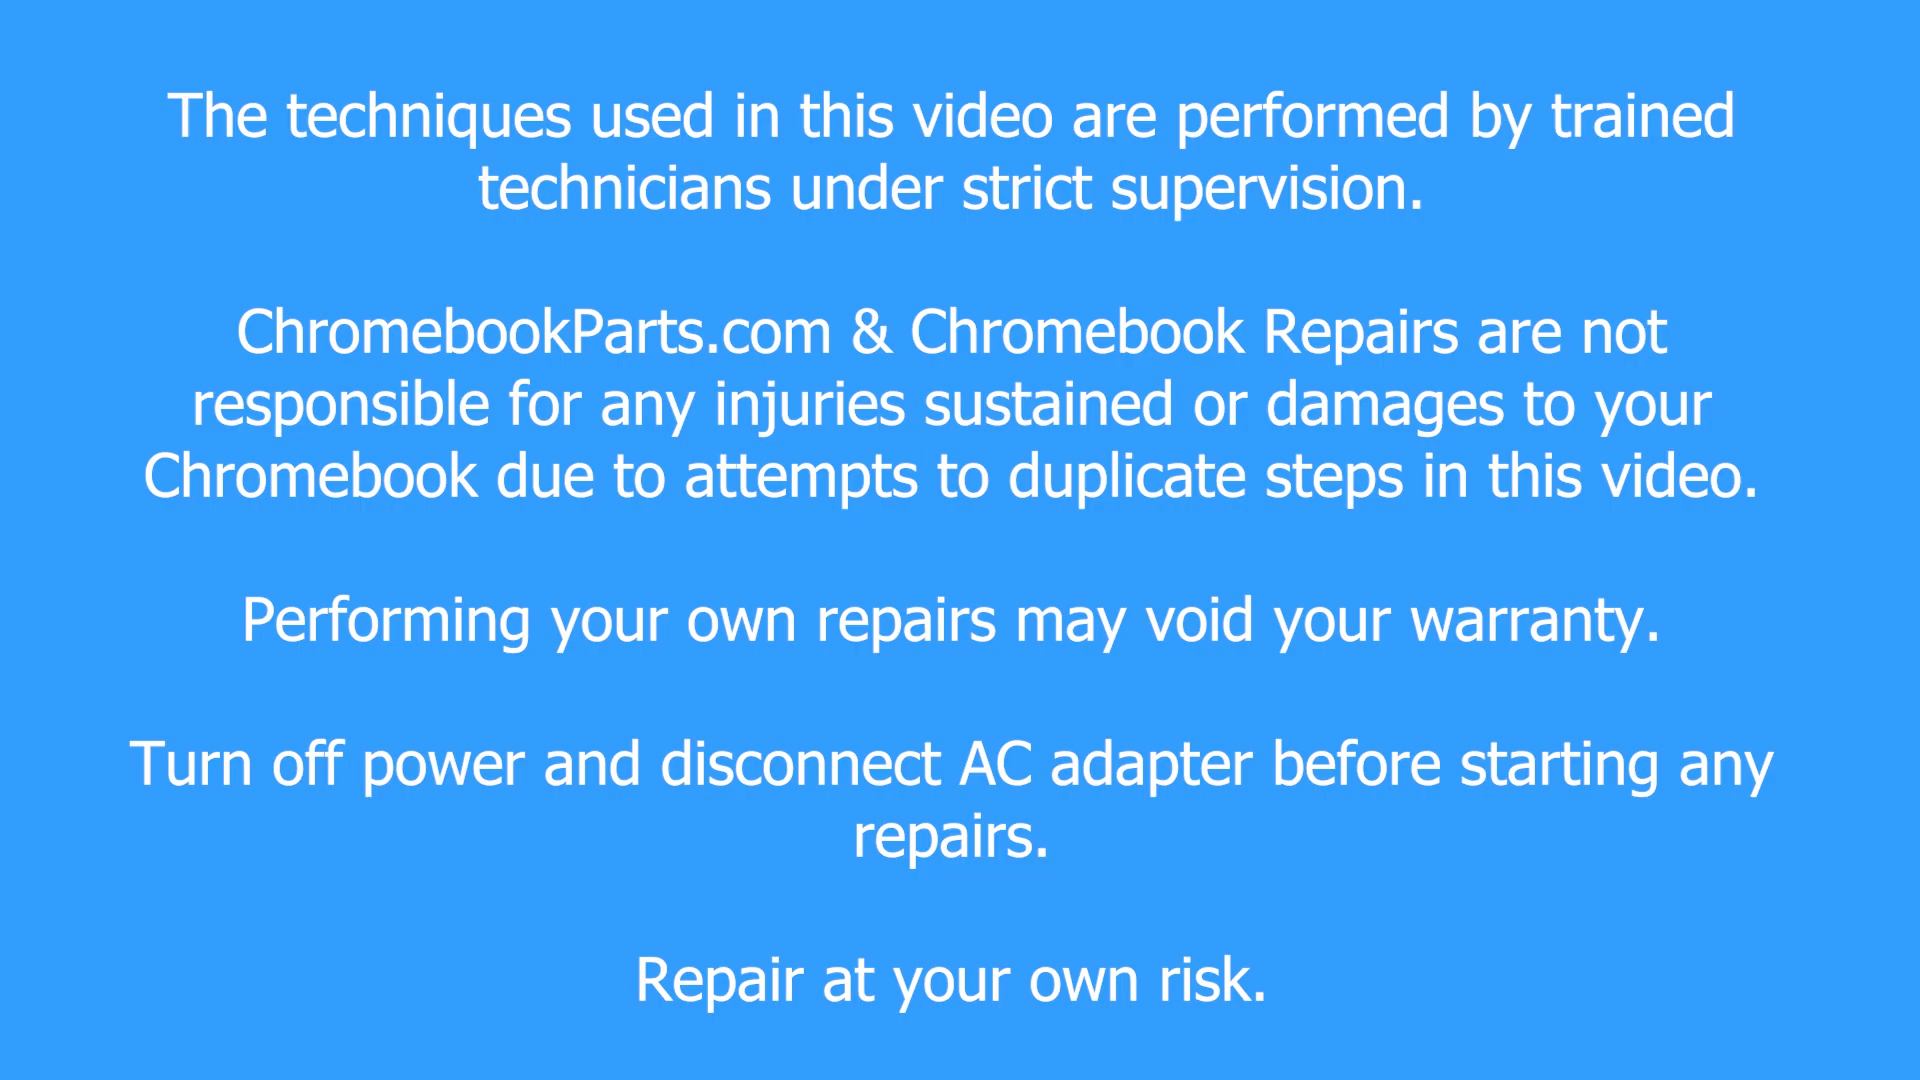 The techniques used in this video are performed by trained
technicians under strict supervision.
ChromebookParts.com & Chromebook Repairs are not
responsible for any injuries sustained or damages to your
Chromebook due to attempts to duplicate steps in this video.
Performing your own repairs may void your warranty.
Turn off power and disconnect AC adapter before starting any
repairs.
Repair at your own risk.